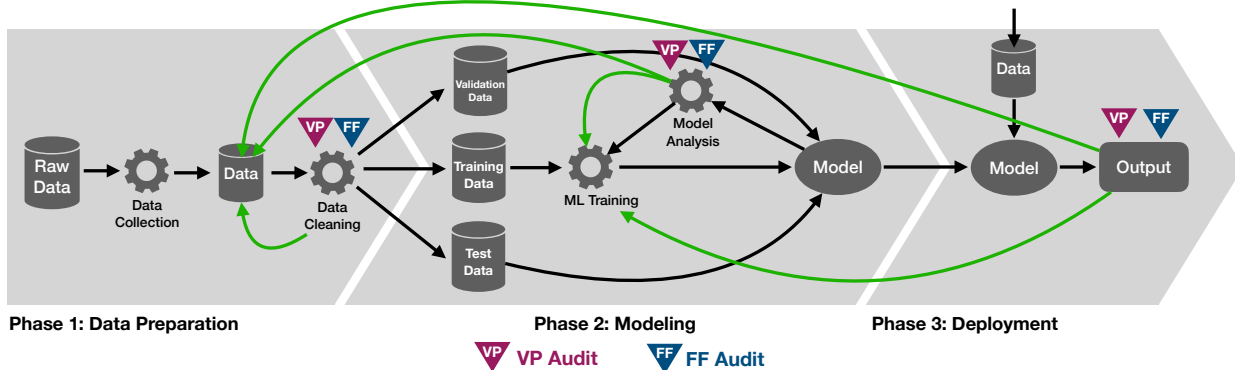 VP
FF
Data
Validation
Data
Model
Analysis
VP
FF
VP
FF
Raw
Data
Data
Collection
Data
Data
Cleaning
Training
Data
ML Training
Model
Model
Output
Test
Data
Phase 1: Data Preparation
Phase 2: Modeling
Phase 3: Deployment
VP
VP Audit
FF
FF Audit